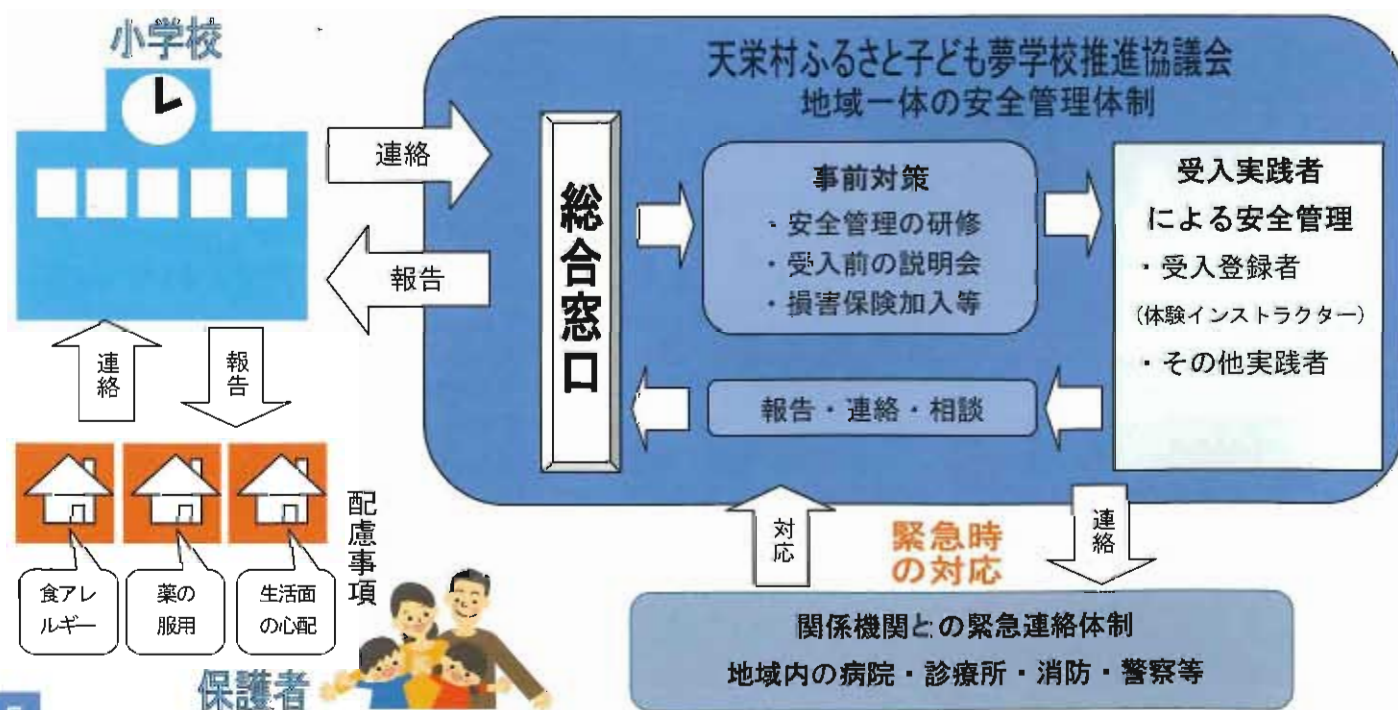 小学校
天栄村ふるさと子ども夢学校推進協議会
地域一体の安全管理体制
連絡
報告
総合窓口
事前対策
・安全管理の研修
・受入前の説明会
・損害保険加入等
受入実践者
による安全管理
・受入登録者
(体験インストラクター)
・その他実践者
報告・連絡・相談
連絡
報告
配慮事項
食アレ
ルギー
薬の
服用
生活面
の心配
保護者
対応
緊急時
の対応
連絡
関係機関との緊急連絡体制
地域内の病院・診療所・消防・警察等